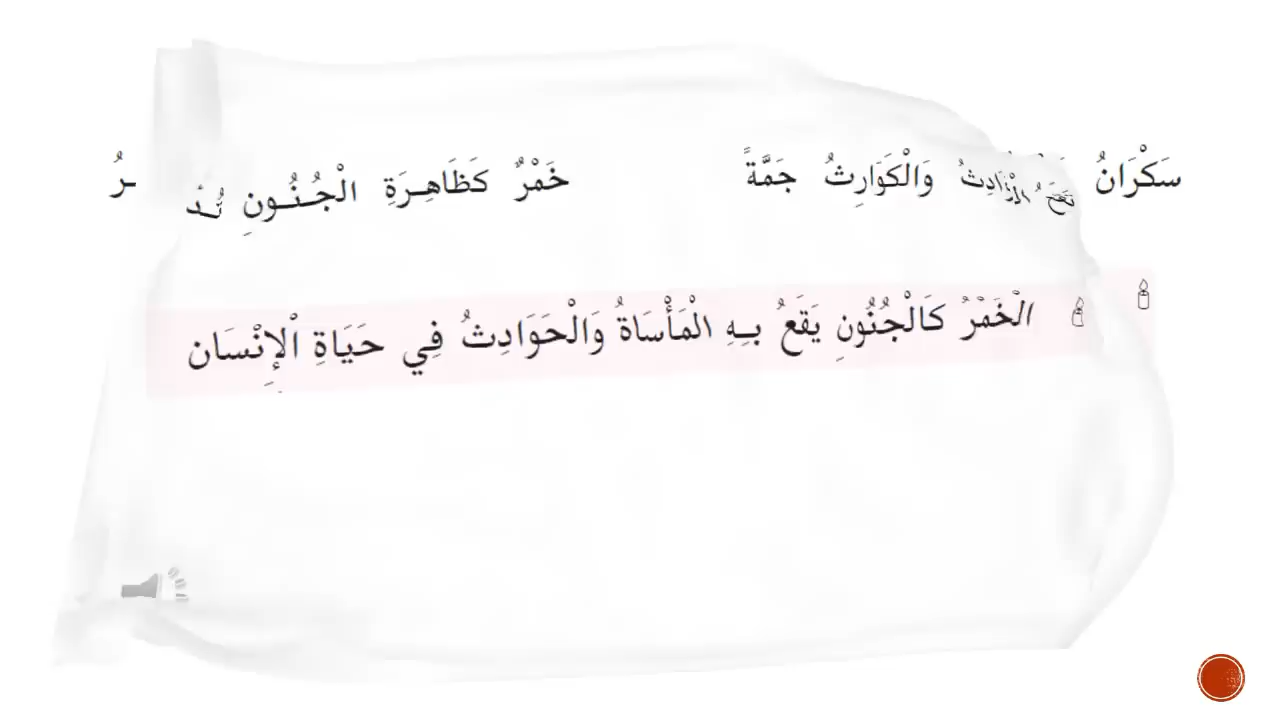 سَكْرَانُ وَالْكَوَارِثُ جَمَّةً خَمْرٌ كَظَاهِرَةِ الْجُنُونِ
الْخَمْرُ كَالْجُنُونِ يَقَعُ بِهِ الْمَأْسَاةُ وَالْحَوَادِثُ فِي حَيَاةِ الْإِنْسَان